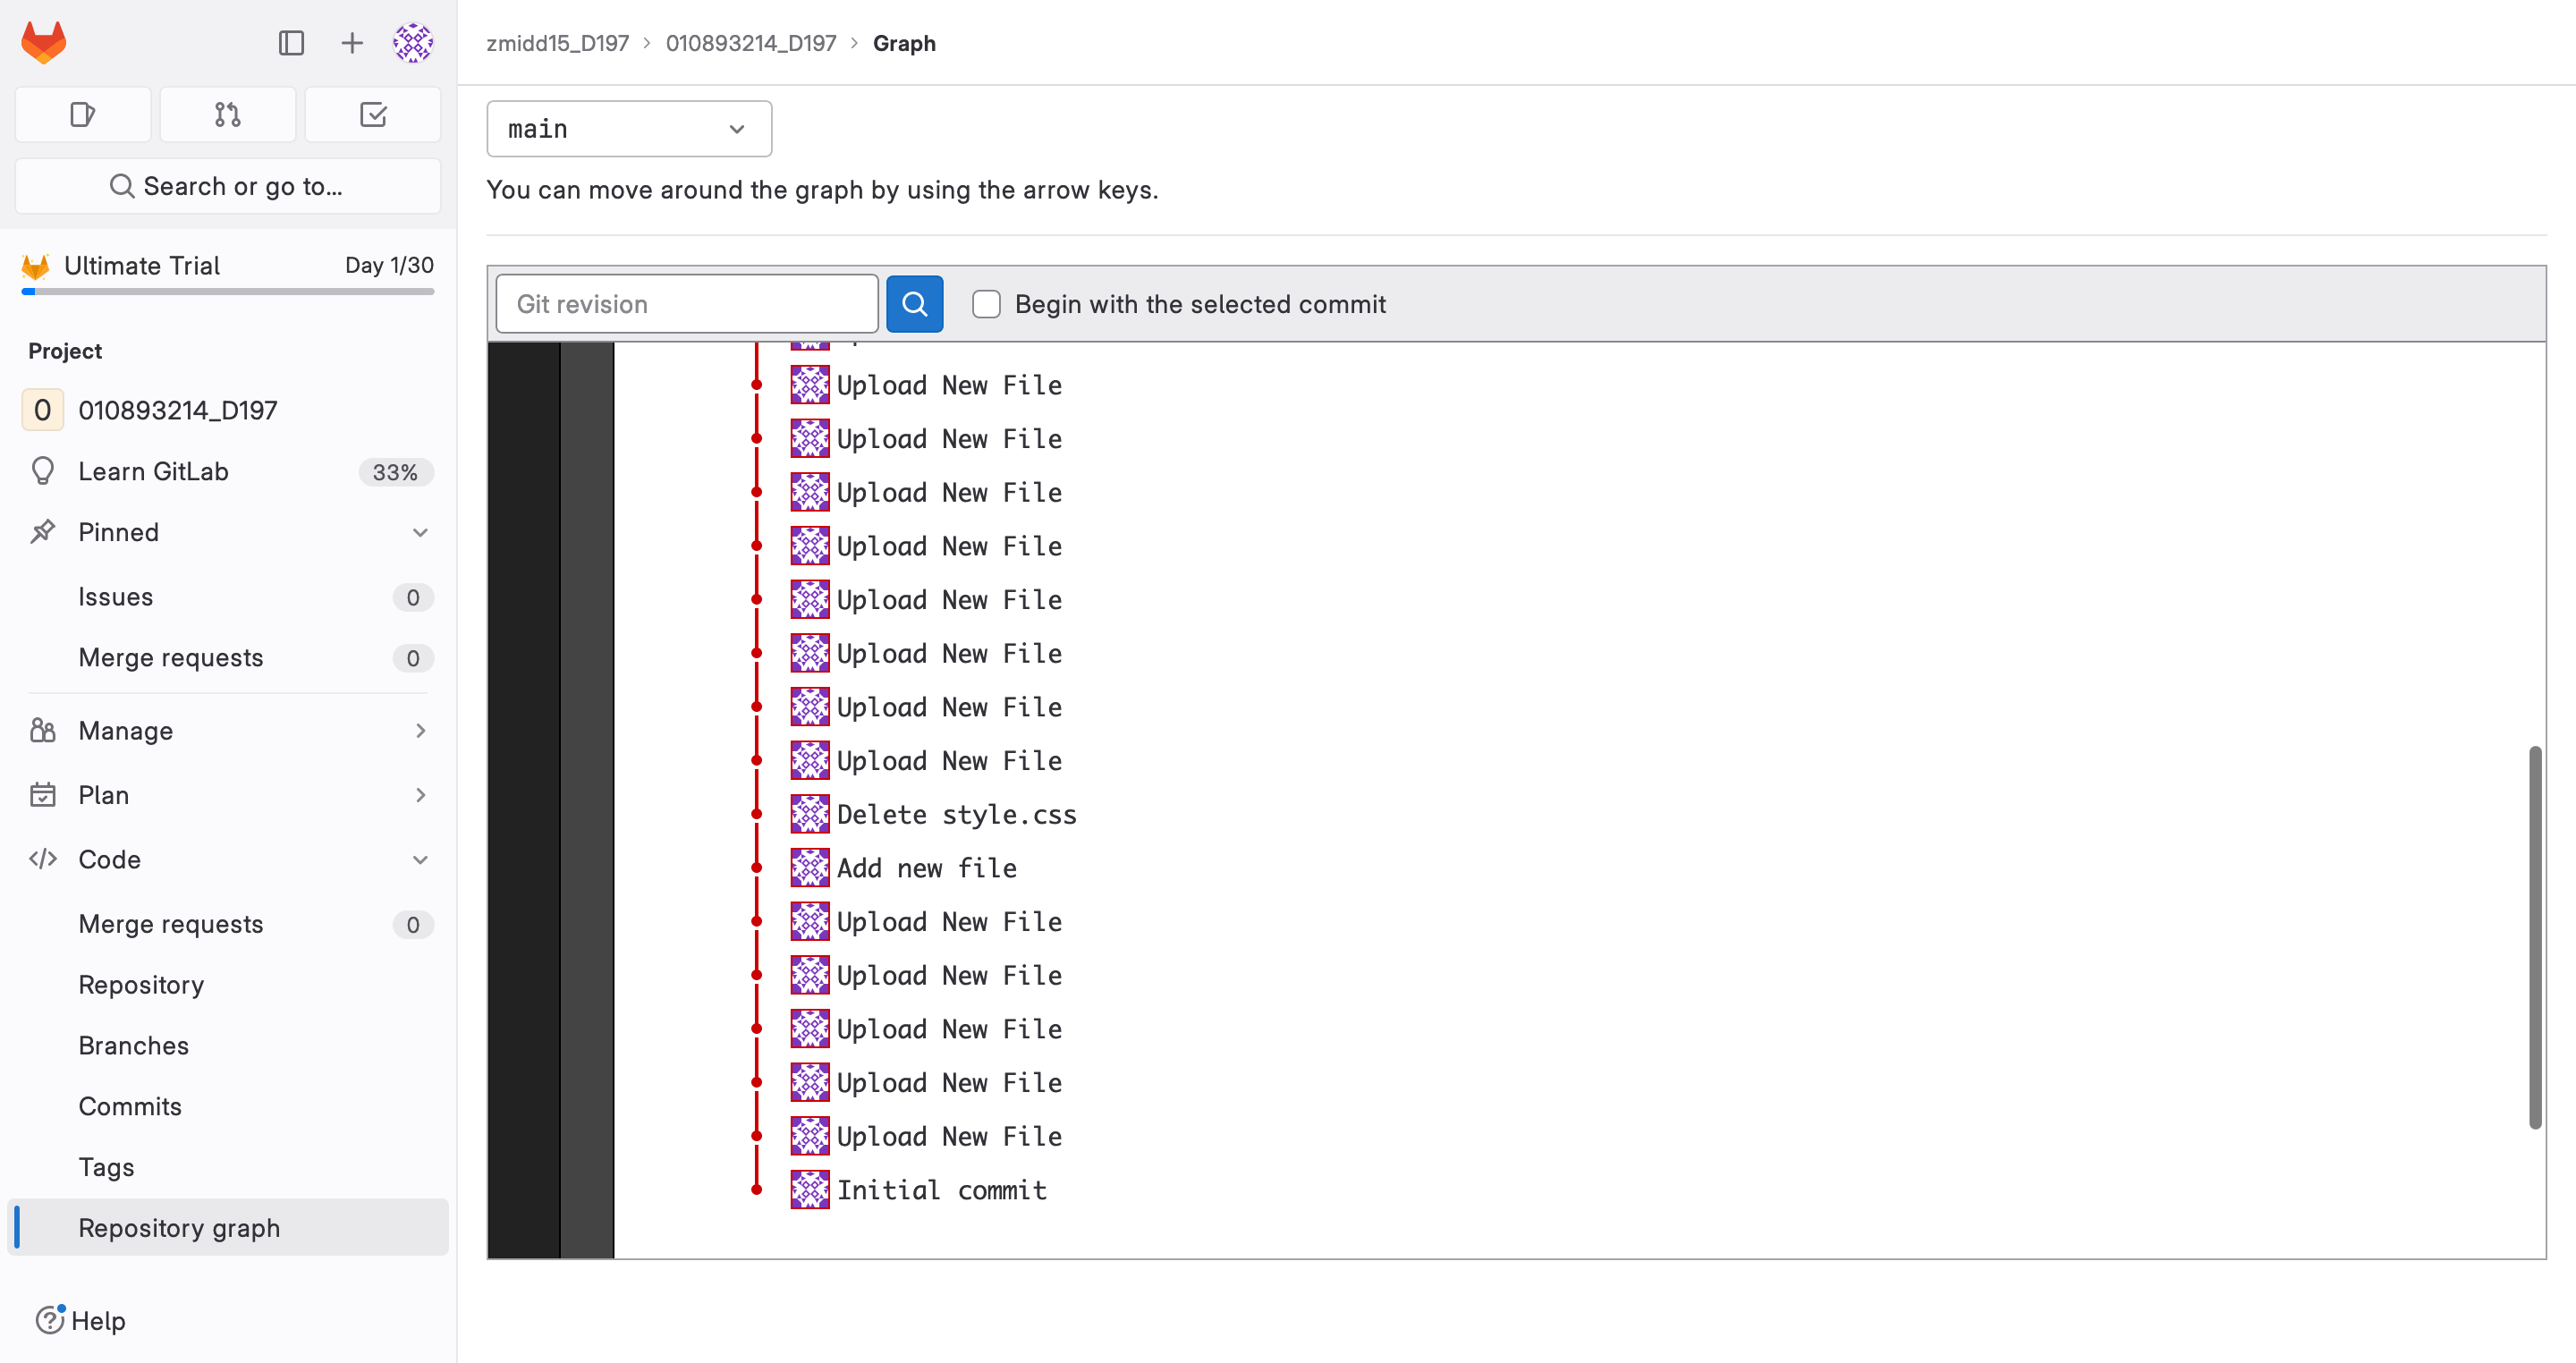 zmidd15_D197 › 010893214_D197 › Graph
main
You can move around the graph by using the arrow keys.
Git revision
Begin with the selected commit
Search or go to...
Ultimate Trial Day 1/30
Project
0 010893214_D197
Learn GitLab 33%
Pinned
Issues 0
Merge requests 0
Manage
Plan
Code
Merge requests 0
Repository
Branches
Commits
Tags
Repository graph
Help
Upload New File
Upload New File
Upload New File
Upload New File
Upload New File
Upload New File
Upload New File
Upload New File
Delete style.css
Add new file
Upload New File
Upload New File
Upload New File
Upload New File
Upload New File
Initial commit